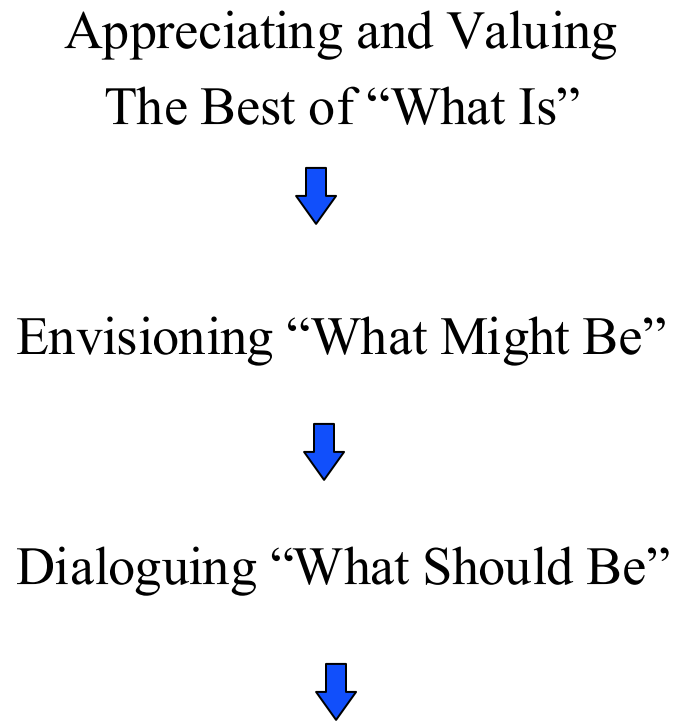 Appreciating and Valuing
The Best of “What Is”
Envisioning “What Might Be”
Dialoguing “What Should Be”